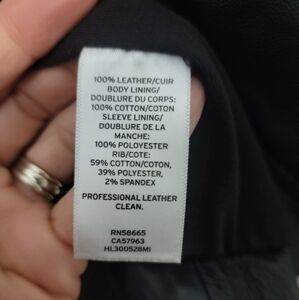 100% LEATHER/CUIR
BODY LINING/
DOUBLURE DU CORPS:
100% COTTON/COTON
SLEEVE LINING/
DOUBLURE DE LA
MANCHE:
100% POLOYESTER
RIB/COTE:
59% COTTON/COTON,
39% POLYESTER,
2% SPANDEX
PROFESSIONAL LEATHER
CLEAN.
RN58665
CA57963
HL300528MI